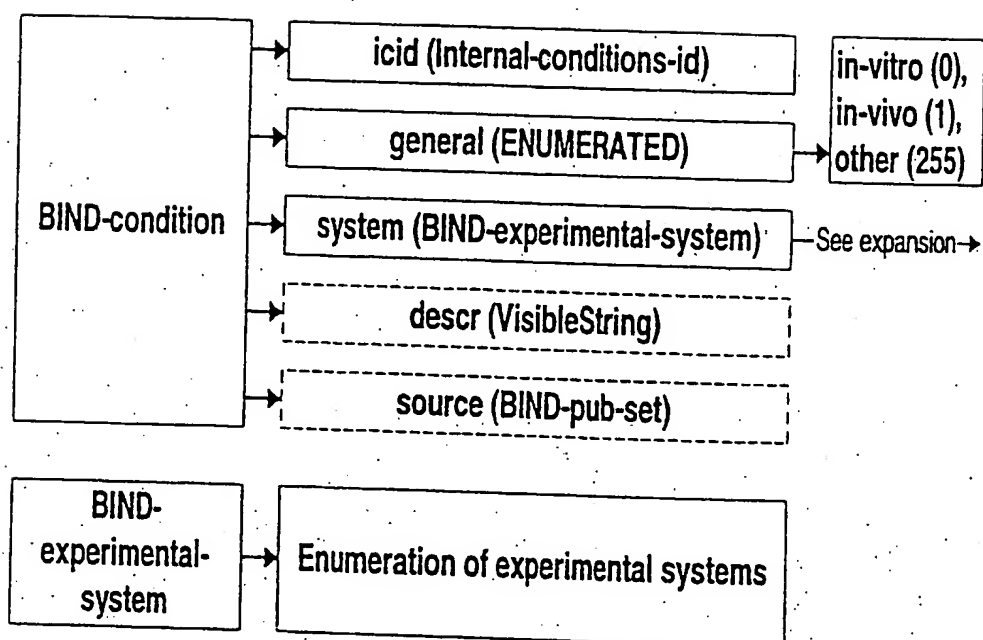 BIND-condition
icid (Internal-conditions-id)
general (ENUMERATED)
in-vitro (0),
in-vivo (1),
other (255)
system (BIND-experimental-system)
See expansion
descr (VisibleString)
source (BIND-pub-set)
BIND-
experimental-
system
Enumeration of experimental systems